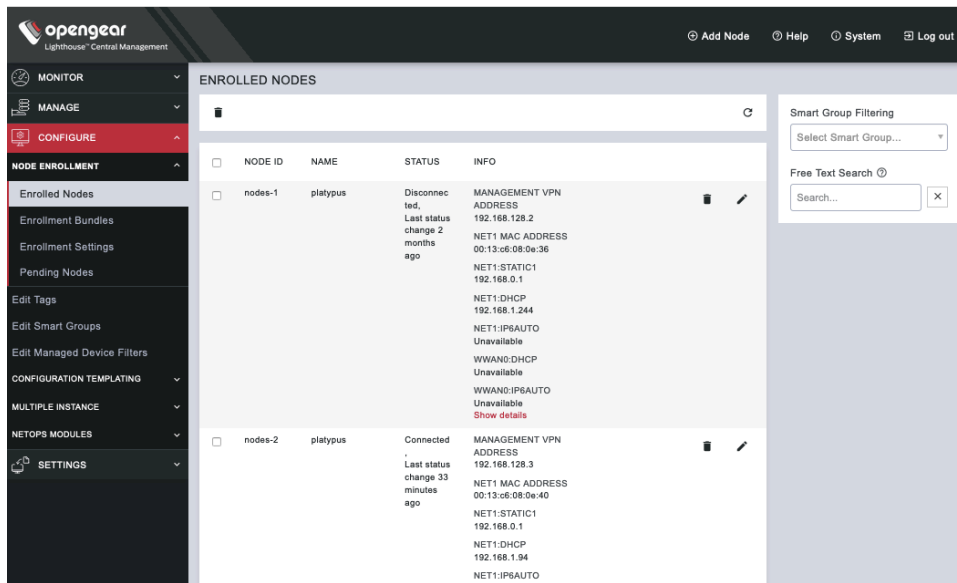 opengear
Lighthouse™ Central Management
Add Node
Help
System
Log out
MONITOR
MANAGE
CONFIGURE
NODE ENROLLMENT
Enrolled Nodes
Enrollment Bundles
Enrollment Settings
Pending Nodes
Edit Tags
Edit Smart Groups
Edit Managed Device Filters
CONFIGURATION TEMPLATING
MULTIPLE INSTANCE
NETOPS MODULES
SETTINGS
ENROLLED NODES
NODE ID NAME STATUS INFO
nodes-1
platypus
Disconnec
ted,
Last status
change 2
months
ago
MANAGEMENT VPN
ADDRESS
192.168.128.2
NET1 MAC ADDRESS
00:13:c6:08:0e:36
NET1:STATIC1
192.168.0.1
NET1:DHCP
192.168.1.244
NET1:IP6AUTO
Unavailable
WWAN0:DHCP
Unavailable
WWAN0:IP6AUTO
Unavailable
Show details
nodes-2
platypus
Connected
,
Last status
change 33
minutes
ago
MANAGEMENT VPN
ADDRESS
192.168.128.3
NET1 MAC ADDRESS
00:13:c6:08:0e:40
NET1:STATIC1
192.168.0.1
NET1:DHCP
192.168.1.94
NET1:IP6AUTO
Smart Group Filtering
Select Smart Group...
Free Text Search
Search...